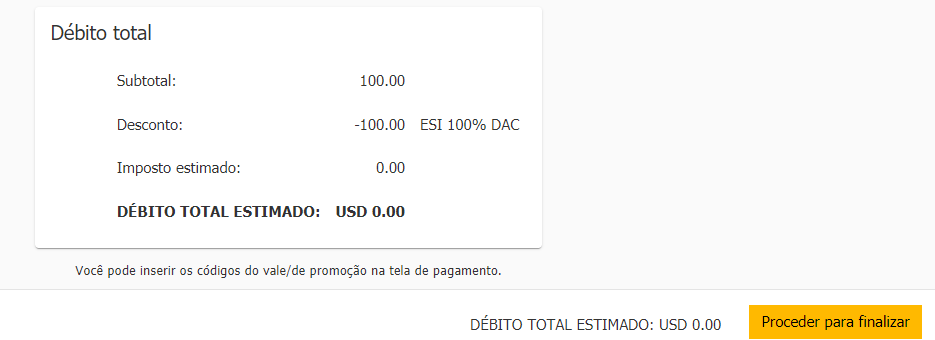 Débito total
Subtotal: 100.00
Desconto: -100.00 ESI 100% DAC
Imposto estimado: 0.00
DÉBITO TOTAL ESTIMADO: USD 0.00
Você pode inserir os códigos do vale/de promoção na tela de pagamento.
DÉBITO TOTAL ESTIMADO: USD 0.00 Proceder para finalizar